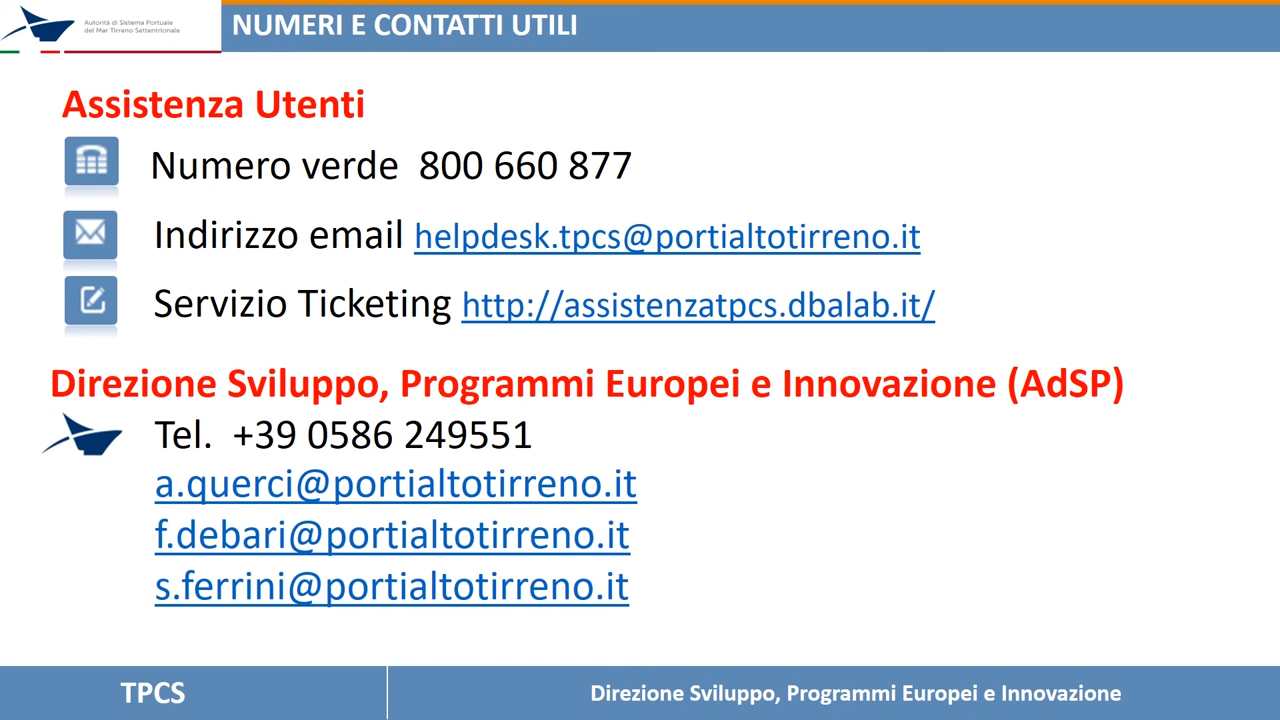 Autorità di Sistema Portuale
del Mar Tirreno Settentrionale
NUMERI E CONTATTI UTILI
Assistenza Utenti
Numero verde 800 660 877
Indirizzo email helpdesk.tpcs@portialtotirreno.it
Servizio Ticketing http://assistenzatpcs.dbalab.it/
Direzione Sviluppo, Programmi Europei e Innovazione (AdSP)
Tel. +39 0586 249551
a.querci@portialtotirreno.it
f.debari@portialtotirreno.it
s.ferrini@portialtotirreno.it
TPCS
Direzione Sviluppo, Programmi Europei e Innovazione